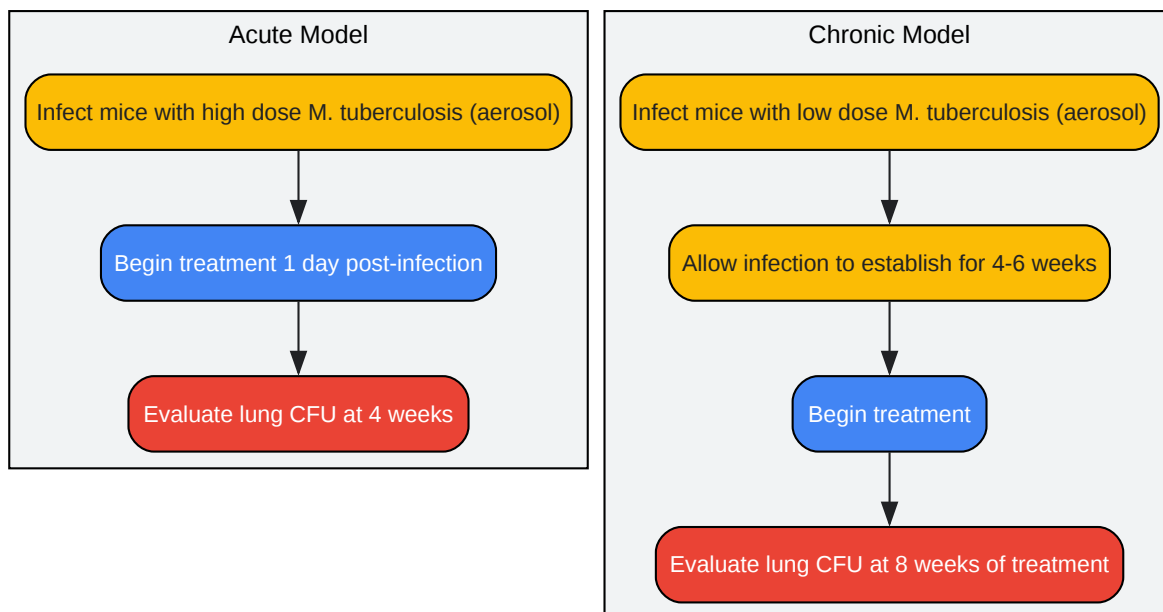 Acute Model
Infect mice with high dose M. tuberculosis (aerosol)
Begin treatment 1 day post-infection
Evaluate lung CFU at 4 weeks
Chronic Model
Infect mice with low dose M. tuberculosis (aerosol)
Allow infection to establish for 4-6 weeks
Begin treatment
Evaluate lung CFU at 8 weeks of treatment